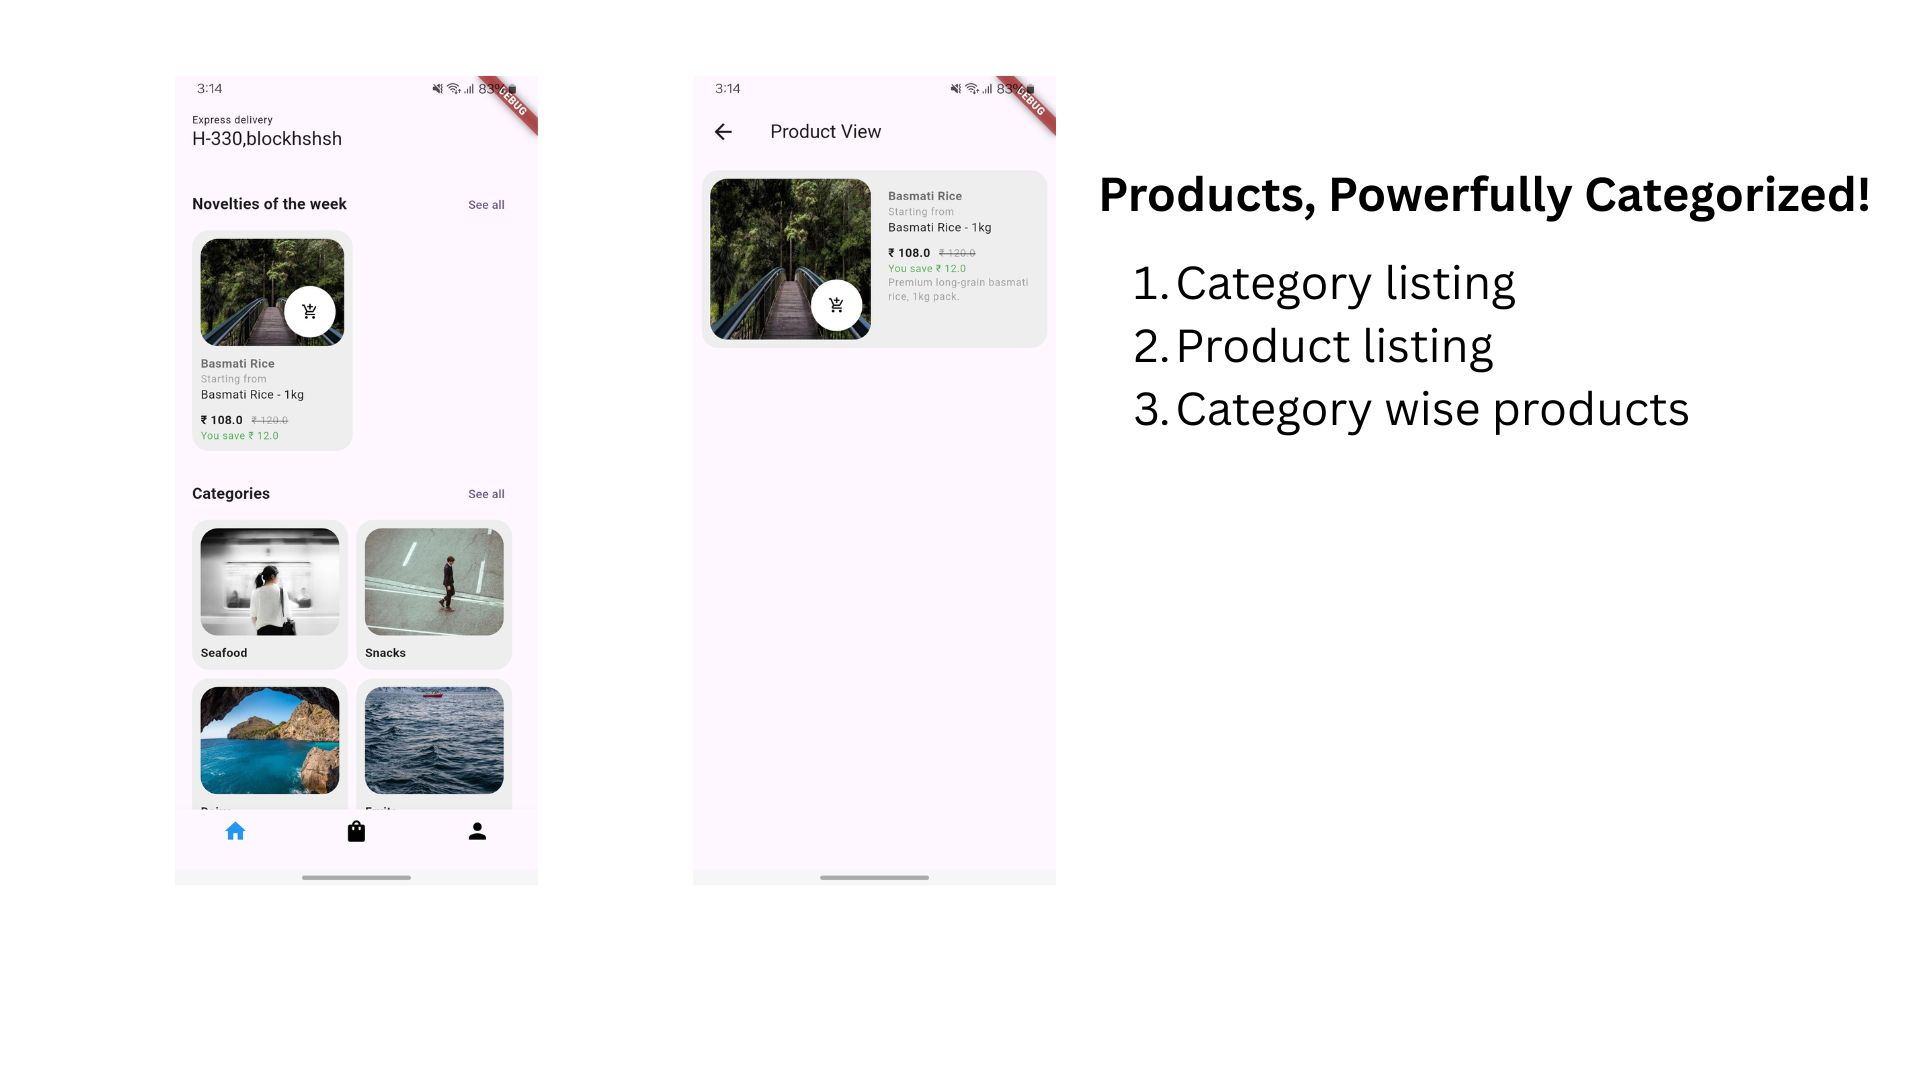 3:14
83%
DEBUG
Express delivery
H-330,blockhshsh
Novelties of the week
See all
Basmati Rice
Starting from
Basmati Rice - 1kg
₹ 108.0 ₹ 120.0
You save ₹ 12.0
Categories
See all
Seafood
Snacks
3:14
83%
DEBUG
Product View
Basmati Rice
Starting from
Basmati Rice - 1kg
₹ 108.0 ₹ 120.0
You save ₹ 12.0
Premium long-grain basmati
rice, 1kg pack.
Products, Powerfully Categorized!
1. Category listing
2. Product listing
3. Category wise products